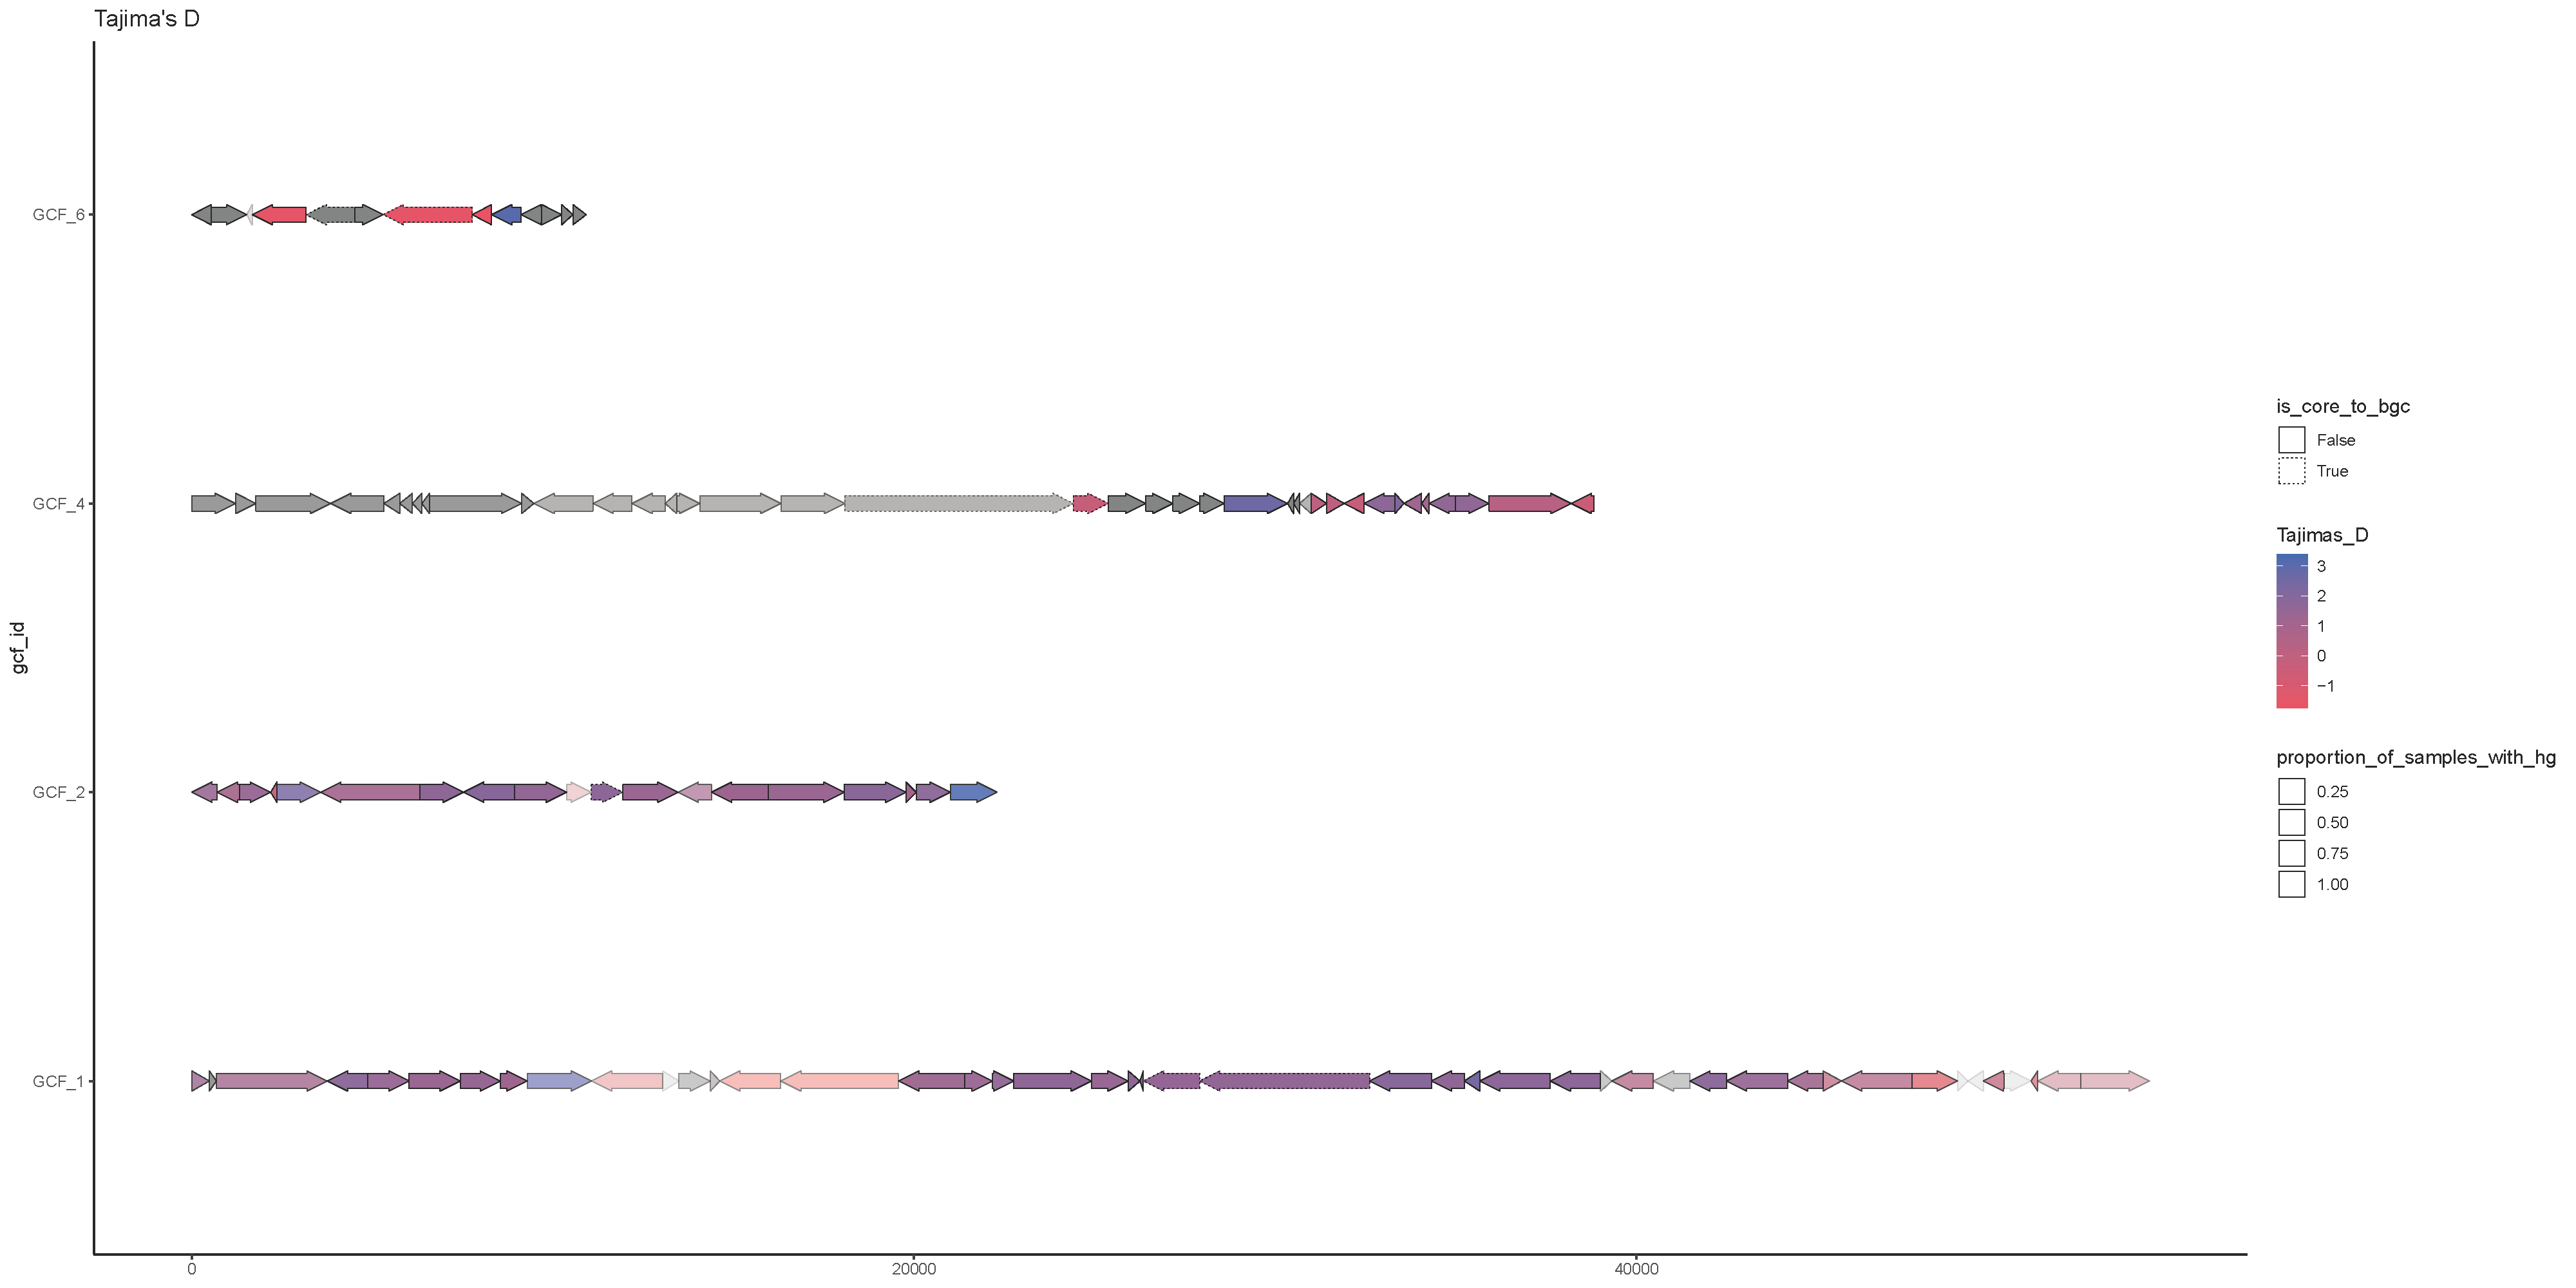 Tajima's D
GCF_6
GCF_4
GCF_2
GCF_1
gcf_id
0
20000
40000
is_core_to_bgc
False
True
Tajimas_D
3
2
1
0
−1
proportion_of_samples_with_hg
0.25
0.50
0.75
1.00